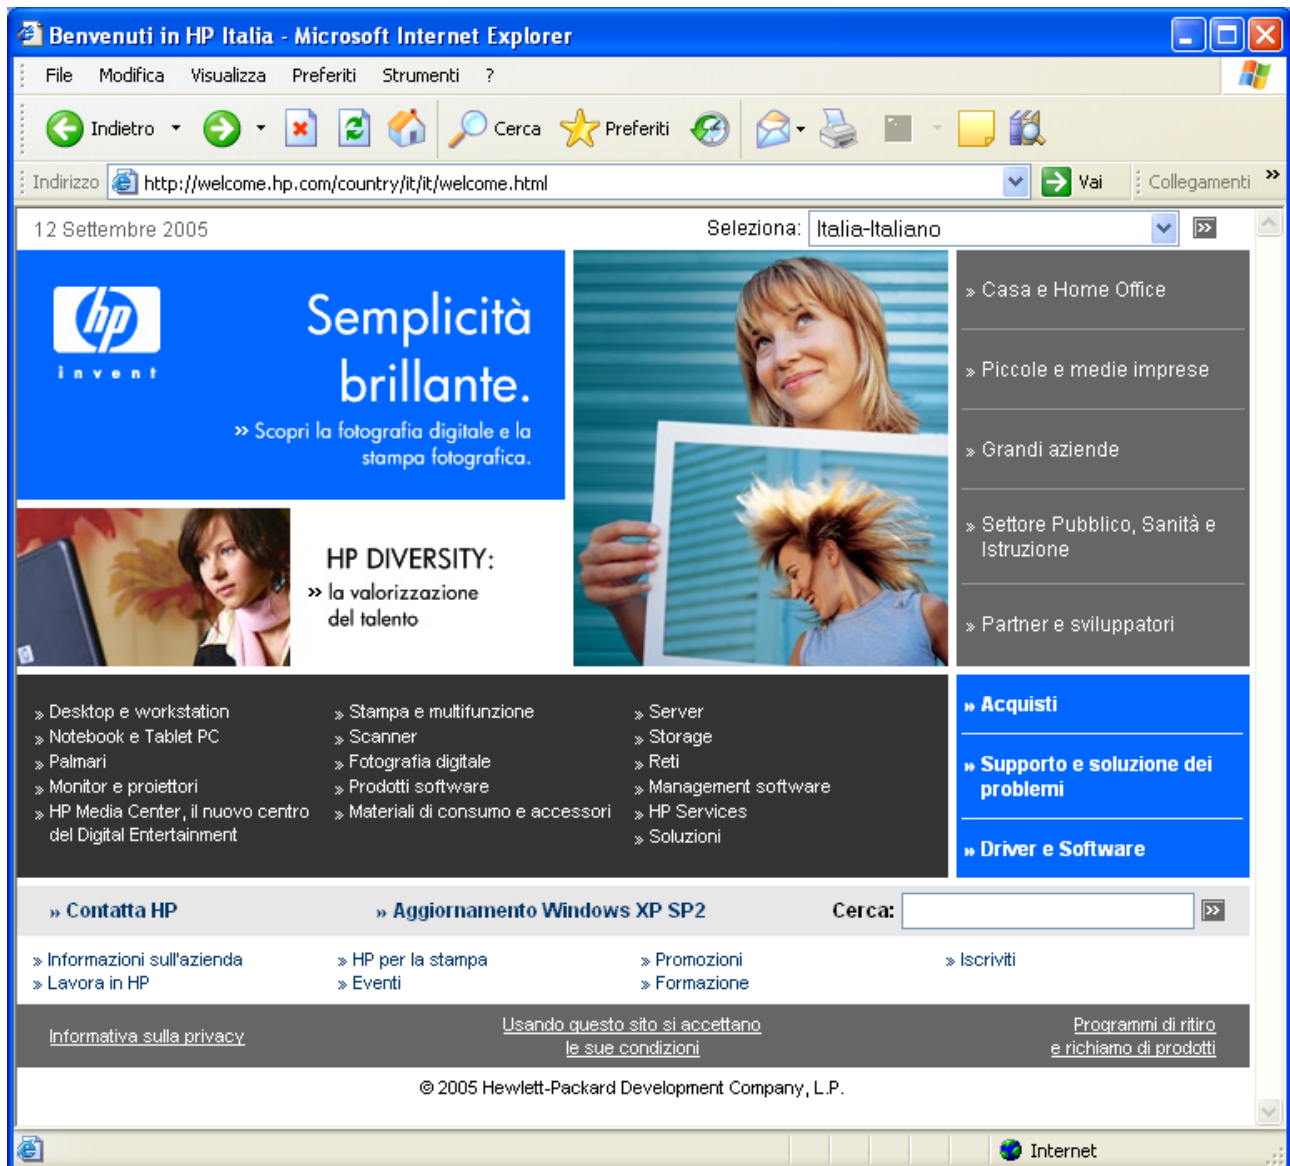 Benvenuti in HP Italia - Microsoft Internet Explorer
File Modifica Visualizza Preferiti Strumenti ?
Indietro Cerca Preferiti
Indirizzo http://welcome.hp.com/country/it/it/welcome.html Vai Collegamenti »
12 Settembre 2005 Seleziona: Italia-Italiano »
hp
invent
Semplicità
brillante.
» Scopri la fotografia digitale e la
stampa fotografica.
HP DIVERSITY:
» la valorizzazione
del talento
» Casa e Home Office
» Piccole e medie imprese
» Grandi aziende
» Settore Pubblico, Sanità e
Istruzione
» Partner e sviluppatori
» Desktop e workstation
» Notebook e Tablet PC
» Palmari
» Monitor e proiettori
» HP Media Center, il nuovo centro
del Digital Entertainment
» Stampa e multifunzione
» Scanner
» Fotografia digitale
» Prodotti software
» Materiali di consumo e accessori
» Server
» Storage
» Reti
» Management software
» HP Services
» Soluzioni
» Acquisti
» Supporto e soluzione dei
problemi
» Driver e Software
» Contatta HP » Aggiornamento Windows XP SP2 Cerca: »
» Informazioni sull'azienda » HP per la stampa » Promozioni » Iscriviti
» Lavora in HP » Eventi » Formazione
Informativa sulla privacy
Usando questo sito si accettano
le sue condizioni
Programmi di ritiro
e richiamo di prodotti
© 2005 Hewlett-Packard Development Company, L.P.
Internet